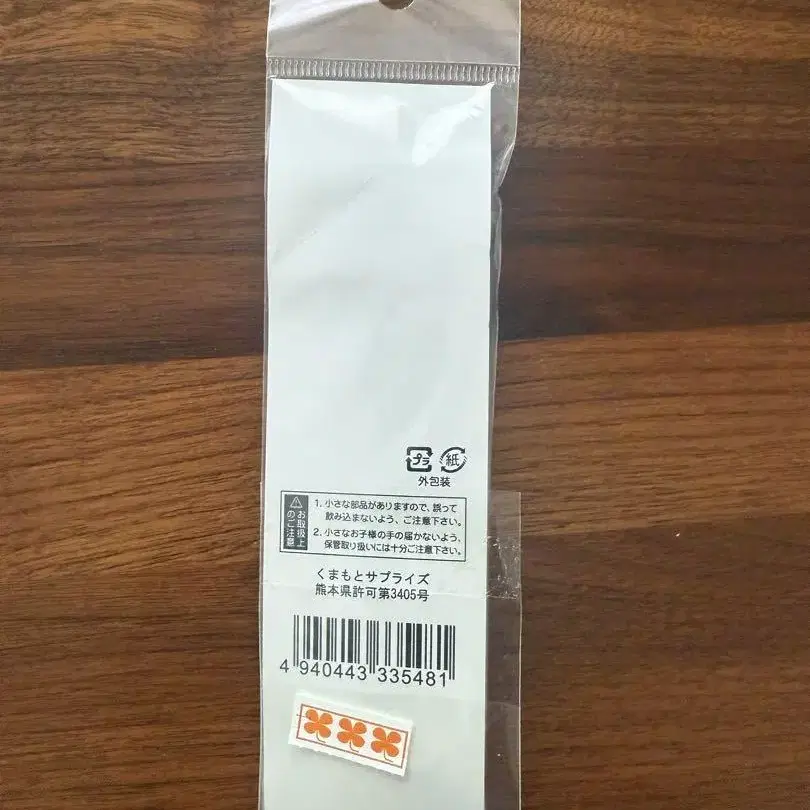 プラ 紙
外包装
お取扱上
のご注意
1. 小さな部品がありますので、誤って
飲み込まないよう、ご注意下さい。
2. 小さなお子様の手の届かないよう、
保管取り扱いには十分ご注意下さい。
くまもとサプライズ
熊本県許可第3405号
4 940443 335481